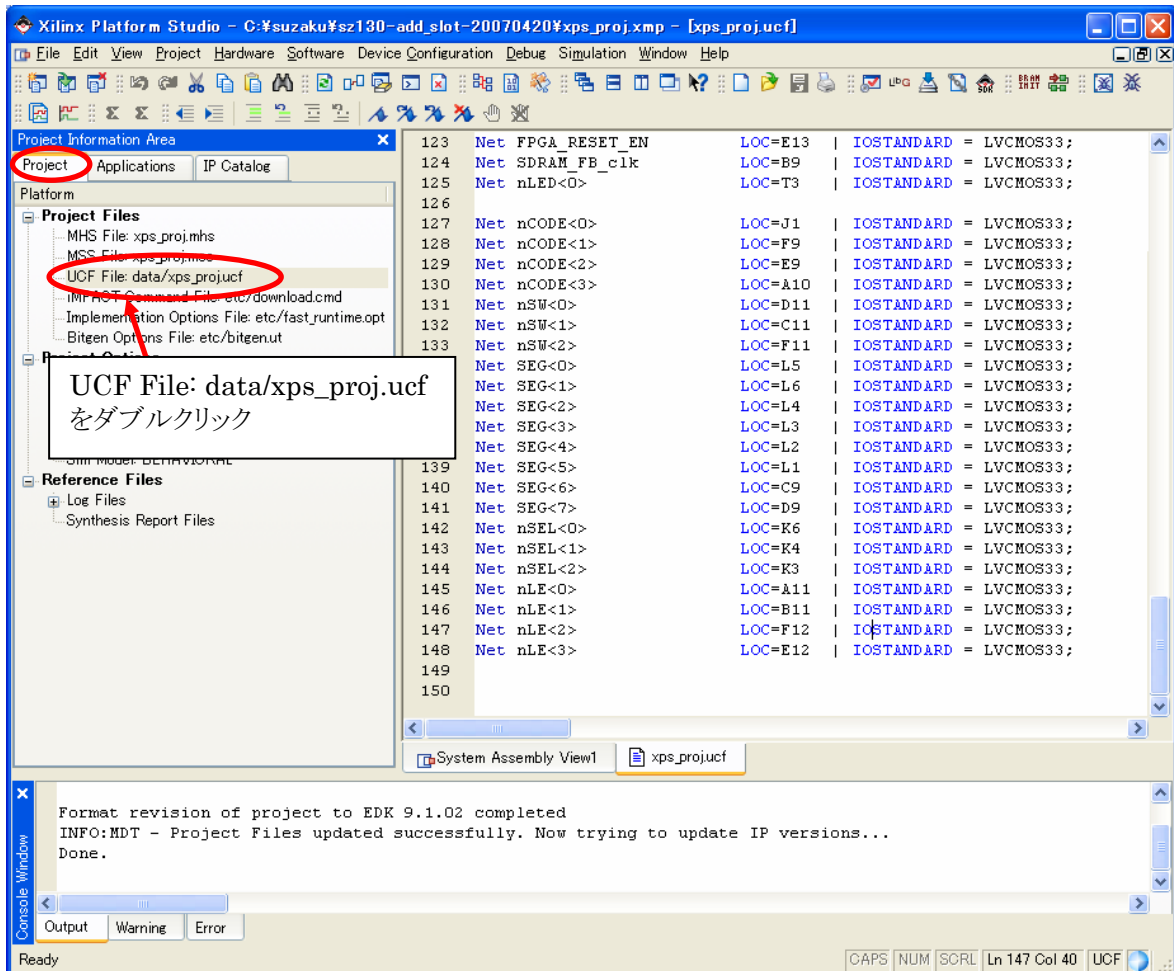 Xilinx Platform Studio - C:¥suzaku¥sz130-add_slot-20070420¥xps_proj.xmp - [xps_proj.ucf]
File Edit View Project Hardware Software Device Configuration Debug Simulation Window Help
Project Information Area
Project Applications IP Catalog
Platform
Project Files
MHS File: xps_proj.mhs
MSS File: xps_proj.mss
UCF File: data/xps_proj.ucf
iMPACT Command File: etc/download.cmd
Implementation Options File: etc/fast_runtime.opt
Bitgen Options File: etc/bitgen.ut
Project Options
UCF File: data/xps_proj.ucf
をダブルクリック
Sim Model: BEHAVIORAL
Reference Files
Log Files
Synthesis Report Files
123 Net FPGA_RESET_EN LOC=E13 | IOSTANDARD = LVCMOS33;
124 Net SDRAM_FB_clk LOC=B9 | IOSTANDARD = LVCMOS33;
125 Net nLED<0> LOC=T3 | IOSTANDARD = LVCMOS33;
126
127 Net nCODE<0> LOC=J1 | IOSTANDARD = LVCMOS33;
128 Net nCODE<1> LOC=F9 | IOSTANDARD = LVCMOS33;
129 Net nCODE<2> LOC=E9 | IOSTANDARD = LVCMOS33;
130 Net nCODE<3> LOC=A10 | IOSTANDARD = LVCMOS33;
131 Net nSW<0> LOC=D11 | IOSTANDARD = LVCMOS33;
132 Net nSW<1> LOC=C11 | IOSTANDARD = LVCMOS33;
133 Net nSW<2> LOC=F11 | IOSTANDARD = LVCMOS33;
Net SEG<0> LOC=L5 | IOSTANDARD = LVCMOS33;
Net SEG<1> LOC=L6 | IOSTANDARD = LVCMOS33;
Net SEG<2> LOC=L4 | IOSTANDARD = LVCMOS33;
Net SEG<3> LOC=L3 | IOSTANDARD = LVCMOS33;
Net SEG<4> LOC=L2 | IOSTANDARD = LVCMOS33;
139 Net SEG<5> LOC=L1 | IOSTANDARD = LVCMOS33;
140 Net SEG<6> LOC=C9 | IOSTANDARD = LVCMOS33;
141 Net SEG<7> LOC=D9 | IOSTANDARD = LVCMOS33;
142 Net nSEL<0> LOC=K6 | IOSTANDARD = LVCMOS33;
143 Net nSEL<1> LOC=K4 | IOSTANDARD = LVCMOS33;
144 Net nSEL<2> LOC=K3 | IOSTANDARD = LVCMOS33;
145 Net nLE<0> LOC=A11 | IOSTANDARD = LVCMOS33;
146 Net nLE<1> LOC=B11 | IOSTANDARD = LVCMOS33;
147 Net nLE<2> LOC=F12 | IOSTANDARD = LVCMOS33;
148 Net nLE<3> LOC=E12 | IOSTANDARD = LVCMOS33;
149
150
System Assembly View1 xps_proj.ucf
Console Window
Format revision of project to EDK 9.1.02 completed
INFO:MDT - Project Files updated successfully. Now trying to update IP versions...
Done.
Output Warning Error
Ready CAPS NUM SCRL Ln 147 Col 40 UCF